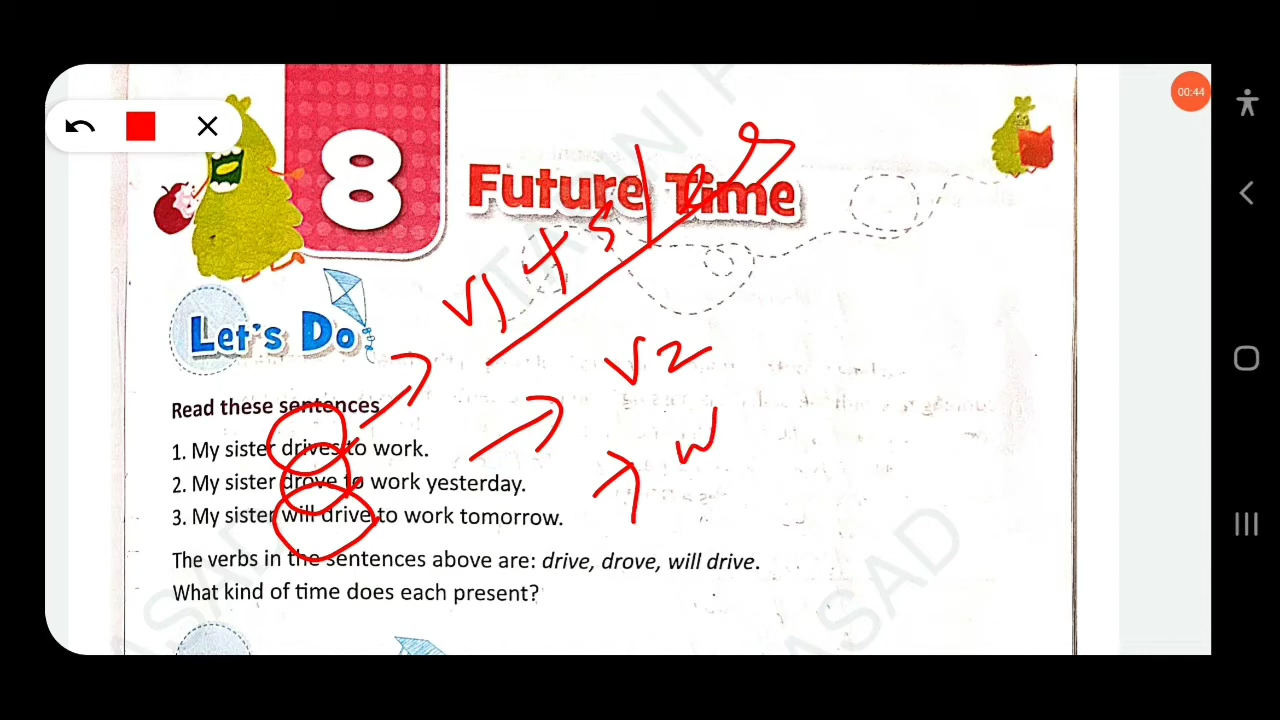 00:44
8
Future Time
V1 + s/es
Let's Do
V2
Read these sentences
w
1. My sister drives to work.
2. My sister drove to work yesterday.
3. My sister will drive to work tomorrow.
The verbs in the sentences above are: drive, drove, will drive.
What kind of time does each present?
ASAD